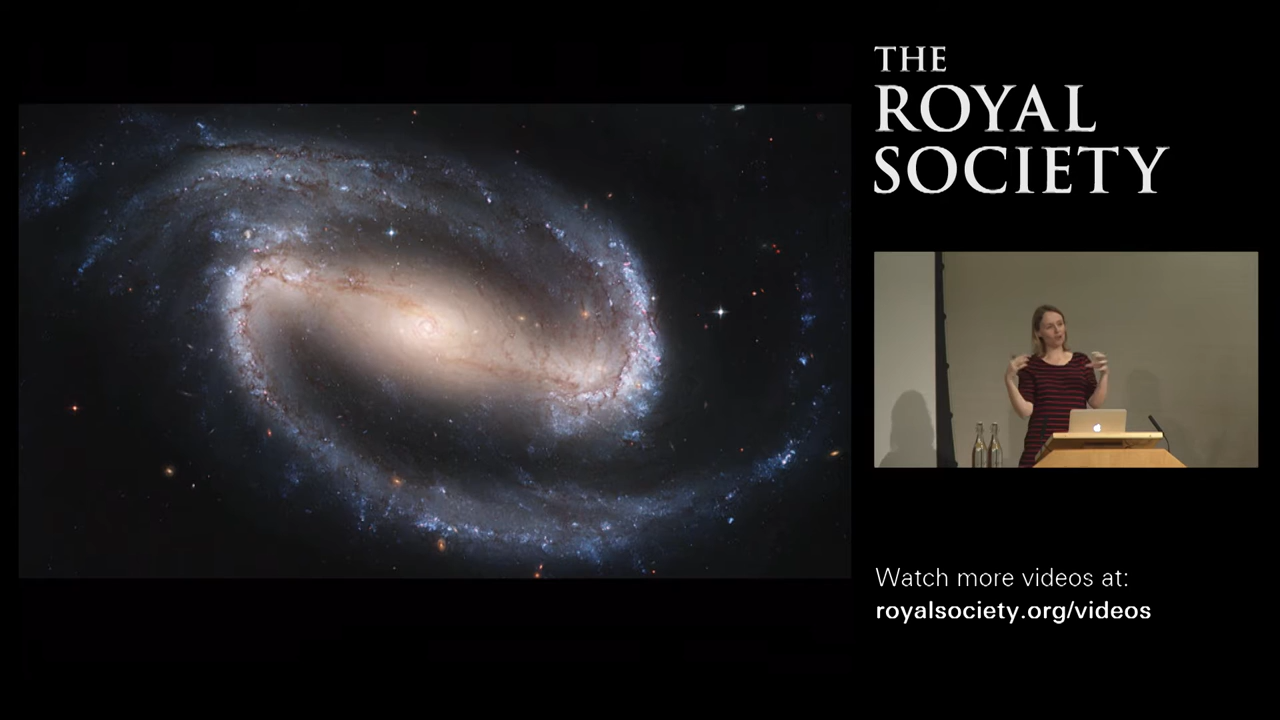 THE
ROYAL
SOCIETY
Watch more videos at:
royalsociety.org/videos